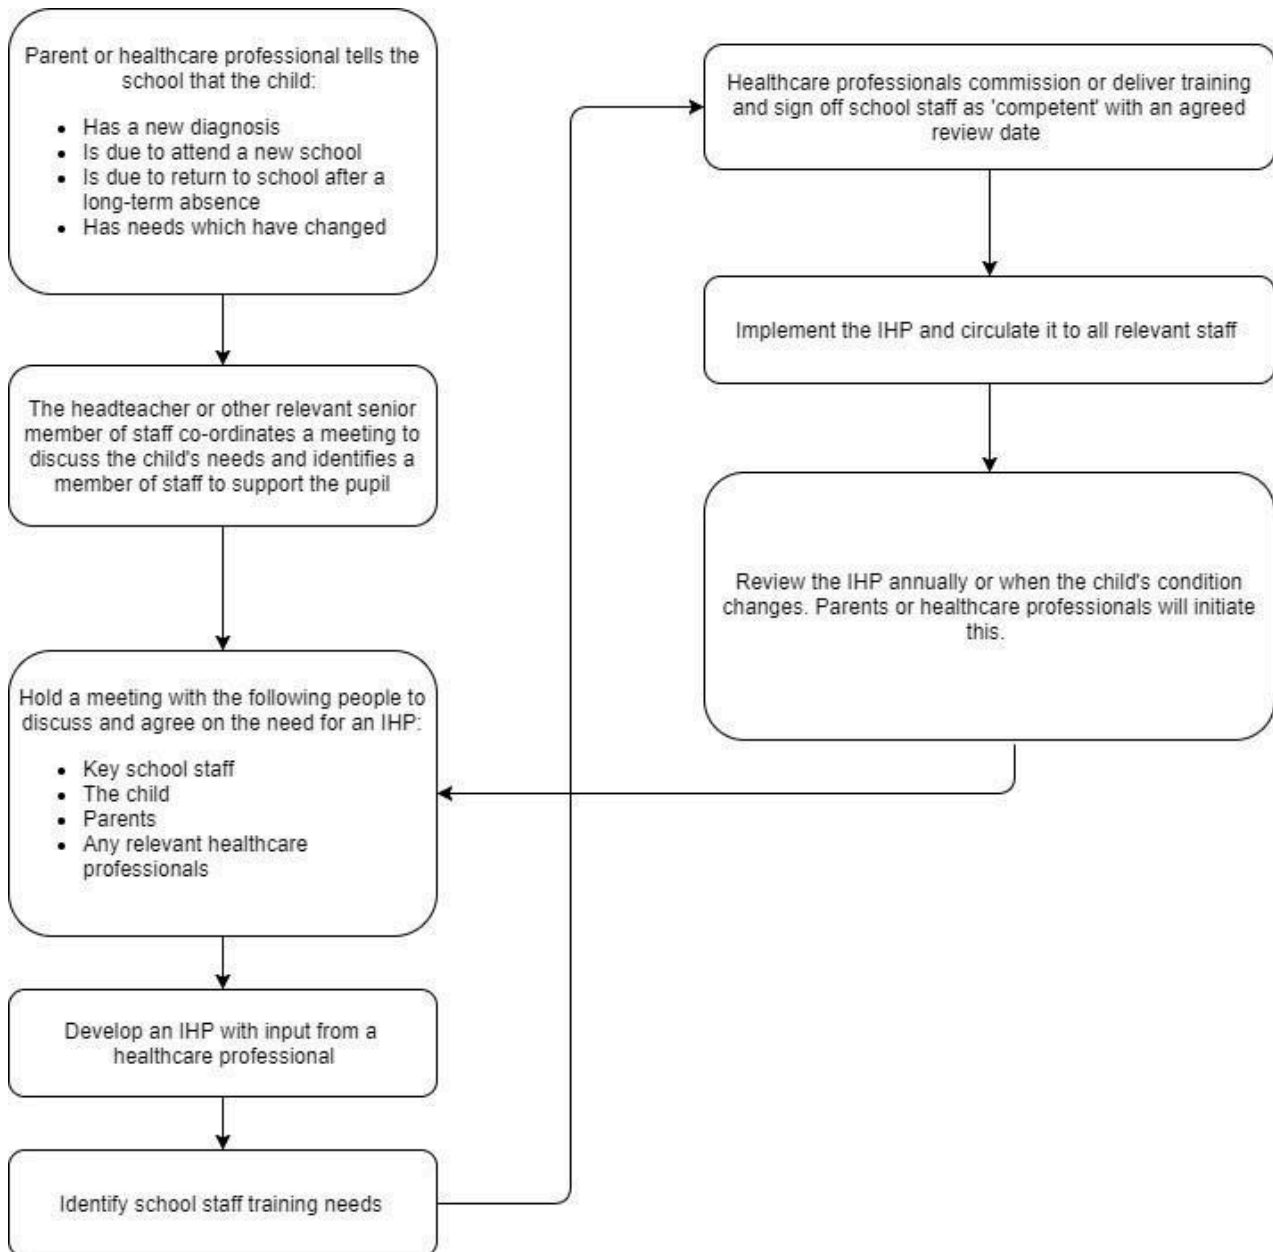 Parent or healthcare professional tells the
school that the child:
• Has a new diagnosis
• Is due to attend a new school
• Is due to return to school after a
long-term absence
• Has needs which have changed
The headteacher or other relevant senior
member of staff co-ordinates a meeting to
discuss the child's needs and identifies a
member of staff to support the pupil
Hold a meeting with the following people to
discuss and agree on the need for an IHP:
• Key school staff
• The child
• Parents
• Any relevant healthcare
professionals
Develop an IHP with input from a
healthcare professional
Identify school staff training needs
Healthcare professionals commission or deliver training
and sign off school staff as 'competent' with an agreed
review date
Implement the IHP and circulate it to all relevant staff
Review the IHP annually or when the child's condition
changes. Parents or healthcare professionals will initiate
this.